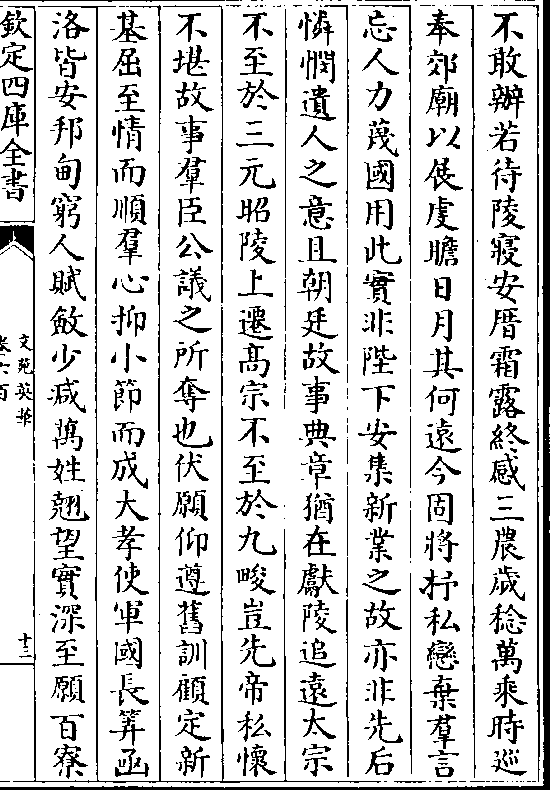 不敢辦若待陵寢安厝霜露終感三農歲稔萬乘時廵
奉郊廟以展虔瞻日月其何遠今固將抒私戀棄羣言
忘人力蔑國用此實非陛下安集新業之故亦非先后
憐憫遺人之意且朝廷故事典章猶在獻陵追遠太宗
不至於三元昭陵上遷髙宗不至於九畯豈先帝私懷
不堪故事羣臣公議之所奪也伏願仰遵舊訓顧定新
基屈至情而順羣心抑小節而成大孝使軍國長筭函
洛皆安邦甸窮人賦斂少减萬姓翹望實深至願百寮
欽定四庫全書
文苑英華
卷六百
十二